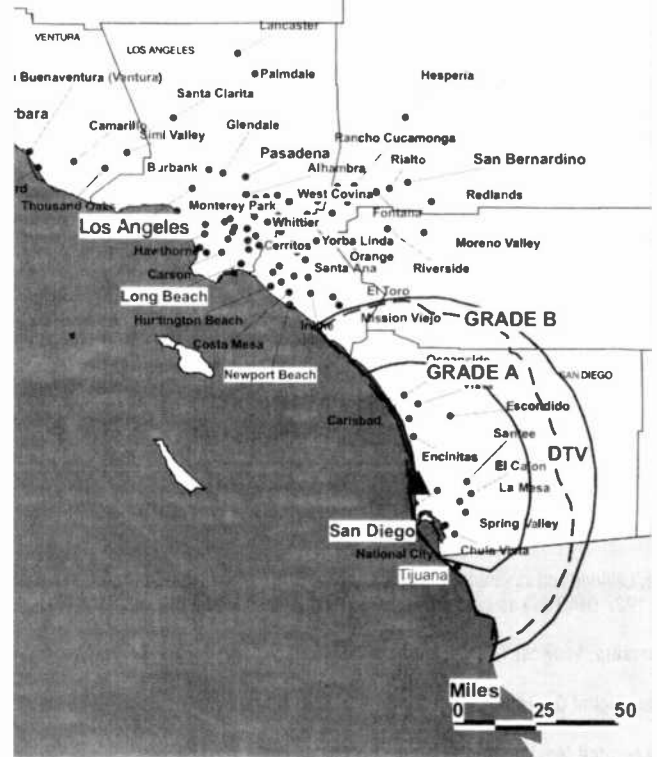 Lancaster
VENTURA
LOS ANGELES
Palmdale
Hesperia
Buenaventura (Ventura)
Santa Clarita
Camarillo
Simi Valley
Glendale
Rancho Cucamonga
Pasadena
Rialto
San Bernardino
Burbank
Alhambra
Thousand Oaks
Monterey Park
West Covina
Redlands
Fontana
Los Angeles
Whittier
Hawthorne
Cerritos
Yorba Linda
Moreno Valley
Orange
Carson
Santa Ana
Riverside
Long Beach
El Toro
Huntington Beach
Irvine
Mission Viejo
GRADE B
Costa Mesa
Newport Beach
Oceanside
GRADE A
Vista
SAN DIEGO
Carlsbad
Escondido
Santee
Encinitas
El Cajon
DTV
La Mesa
San Diego
Spring Valley
National City
Chula Vista
Tijuana
Miles
0 25 50